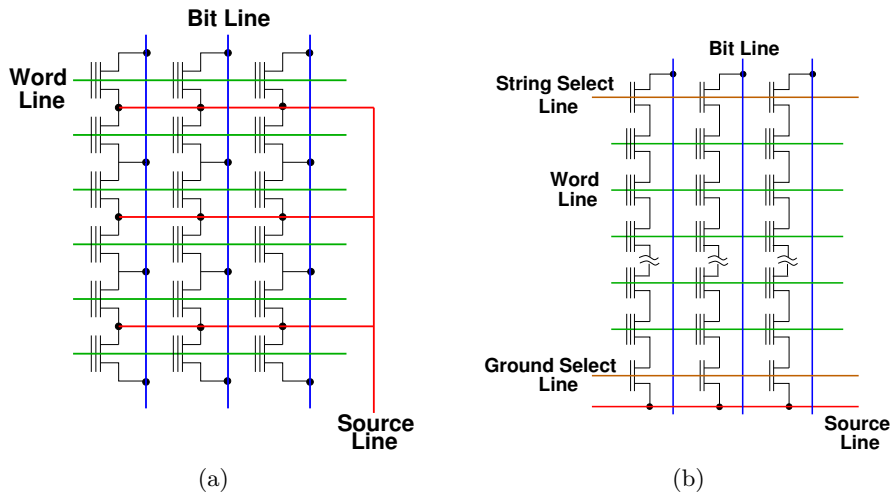 Bit Line
Word
Line
Source
Line
(a)
Bit Line
String Select
Line
Word
Line
Ground Select
Line
Source
Line
(b)